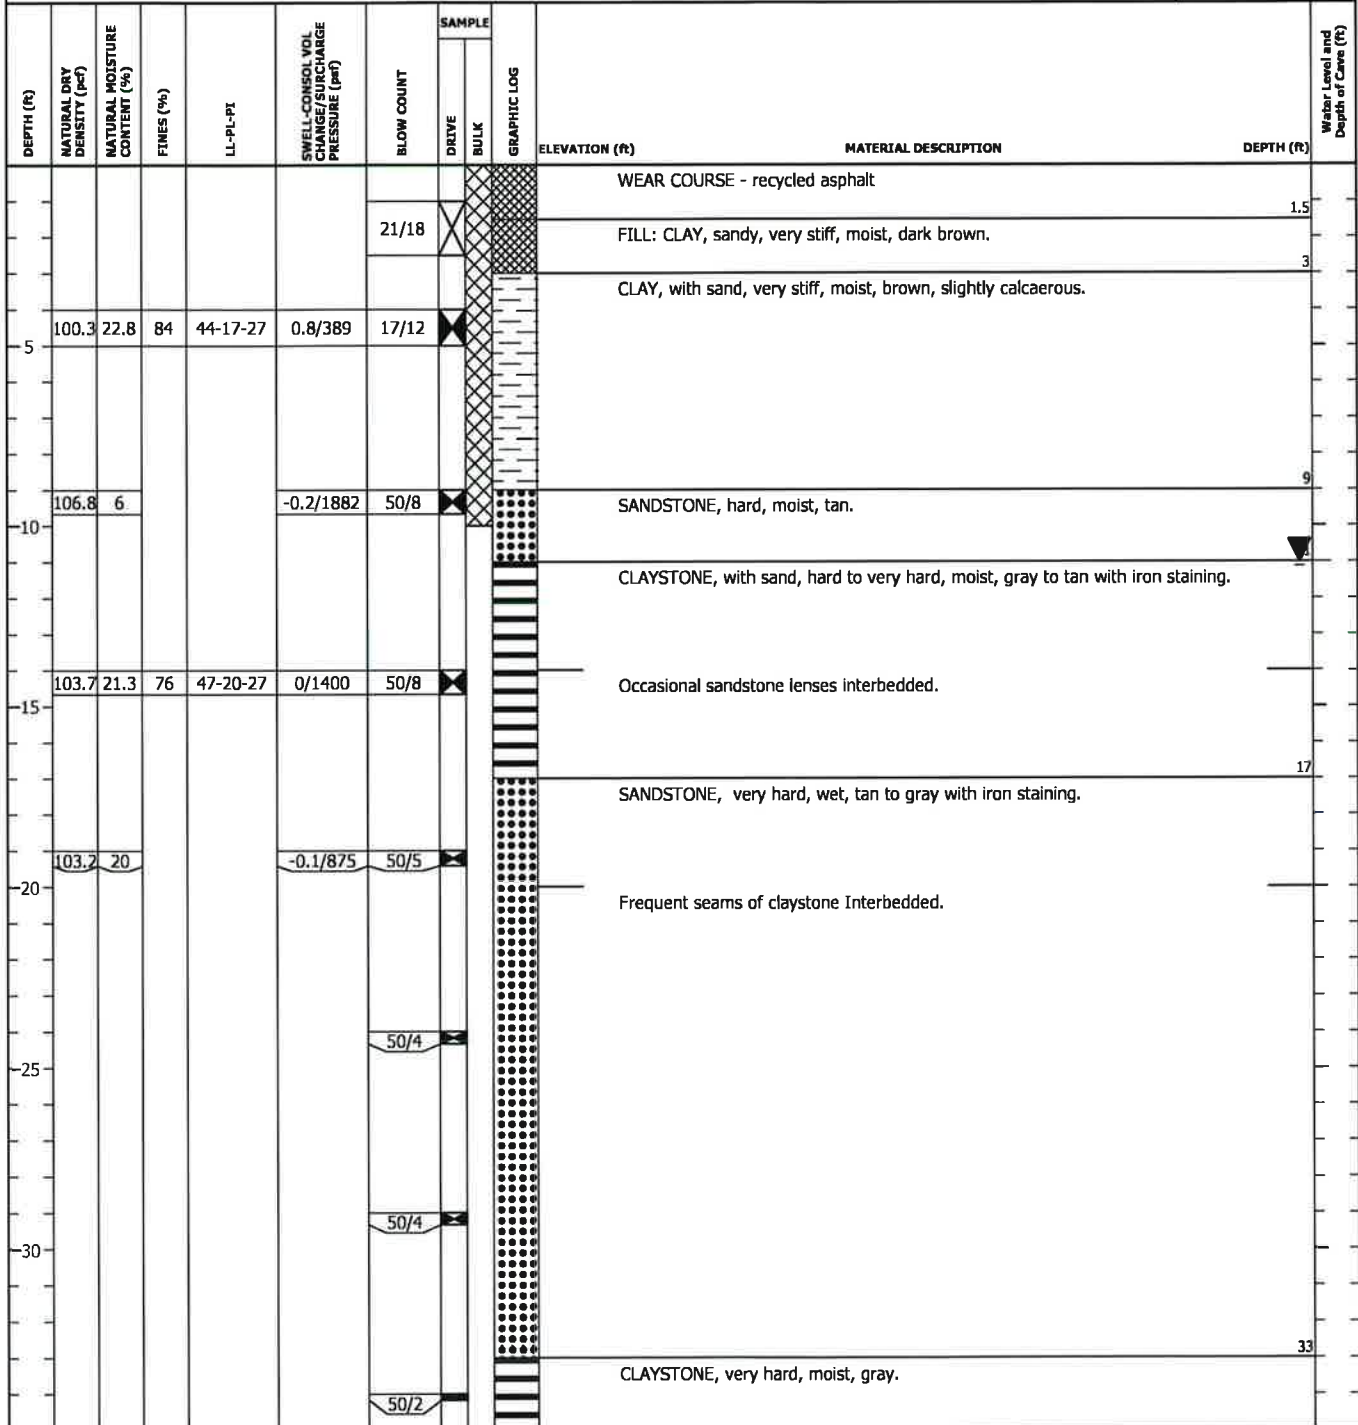 SAMPLE
DEPTH (ft)
NATURAL DRY
DENSITY (pcf)
NATURAL MOISTURE
CONTENT (%)
FINES (%)
LL-PL-PI
SWELL-CONSOL VOL
CHANGE/SURCHARGE
PRESSURE (psf)
BLOW COUNT
DRIVE
BULK
GRAPHIC LOG
ELEVATION (ft) MATERIAL DESCRIPTION DEPTH (ft)
Water Level and
Depth of Cave (ft)
WEAR COURSE - recycled asphalt
1.5
21/18 FILL: CLAY, sandy, very stiff, moist, dark brown.
3
CLAY, with sand, very stiff, moist, brown, slightly calcaerous.
100.3 22.8 84 44-17-27 0.8/389 17/12
5
9
106.8 6 -0.2/1882 50/8 SANDSTONE, hard, moist, tan.
10
CLAYSTONE, with sand, hard to very hard, moist, gray to tan with iron staining.
103.7 21.3 76 47-20-27 0/1400 50/8 Occasional sandstone lenses interbedded.
15
17
SANDSTONE, very hard, wet, tan to gray with iron staining.
103.2 20 -0.1/875 50/5
20
Frequent seams of claystone Interbedded.
50/4
25
50/4
30
33
CLAYSTONE, very hard, moist, gray.
50/2